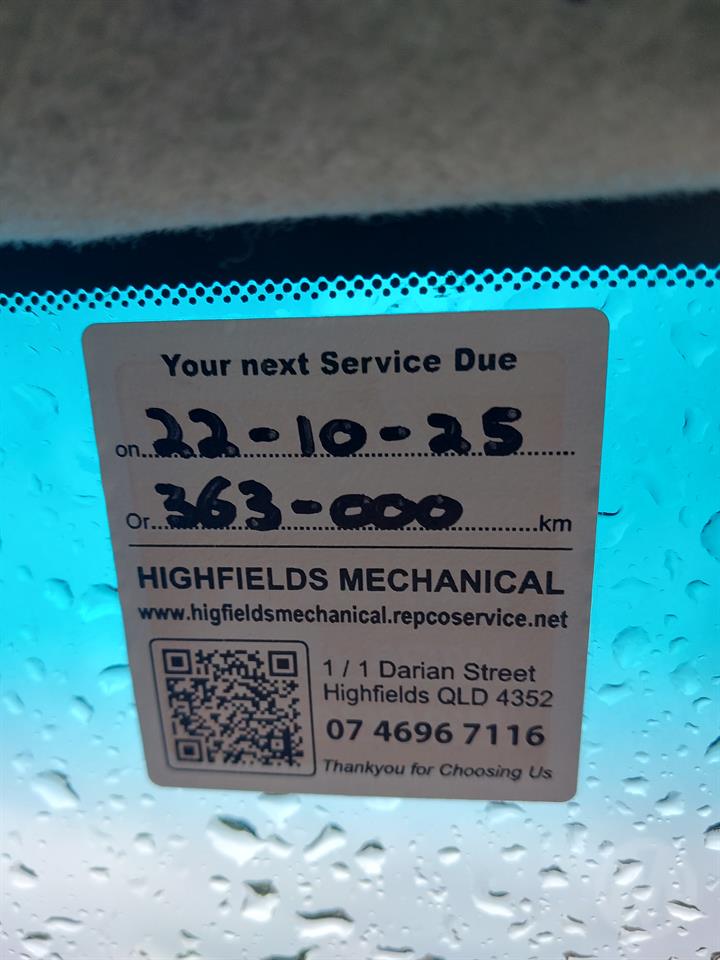 Your next Service Due
on 22-10-25
Or 363-000 km
HIGHFIELDS MECHANICAL
www.higfieldsmechanical.repcoservice.net
1 / 1 Darian Street
Highfields QLD 4352
07 4696 7116
Thankyou for Choosing Us